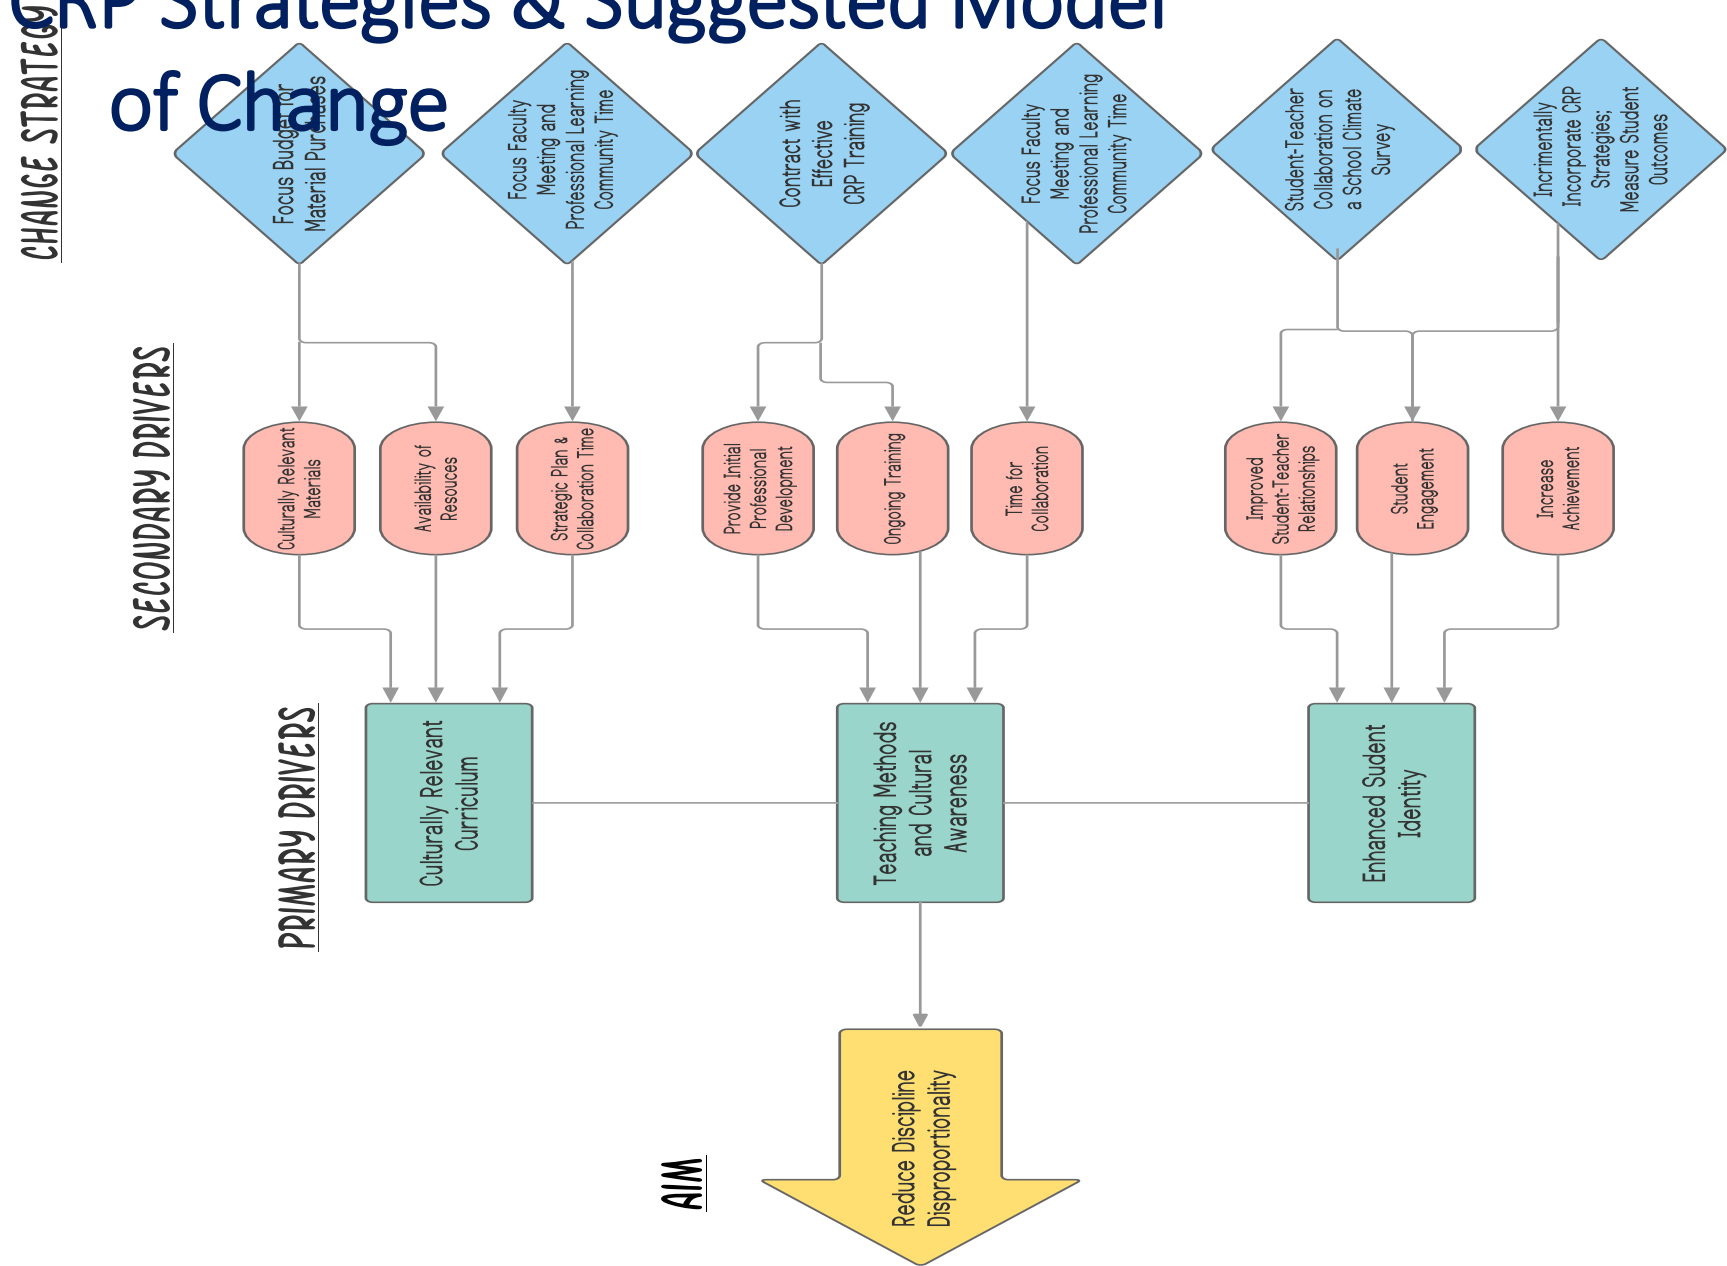 CRP Strategies & Suggested Model
of Change
CHANGE STRATEGY
Focus Budget for
Material Purchases
Focus Faculty
Meeting and
Professional Learning
Community Time
Contract with
Effective
CRP Training
Focus Faculty
Meeting and
Professional Learning
Community Time
Student-Teacher
Collaboration on
a School Climate
Survey
Incrimentally
Incorporate CRP
Strategies;
Measure Student
Outcomes
SECONDARY DRIVERS
Culturally Relevant
Materials
Availability of
Resouces
Strategic Plan &
Collaboration Time
Provide Initial
Professional
Development
Ongoing Training
Time for
Collaboration
Improved
Student-Teacher
Relationships
Student
Engagement
Increase
Achievement
PRIMARY DRIVERS
Culturally Relevant
Curriculum
Teaching Methods
and Cultural
Awareness
Enhanced Sudent
Identity
AIM
Reduce Discipline
Disproportionality